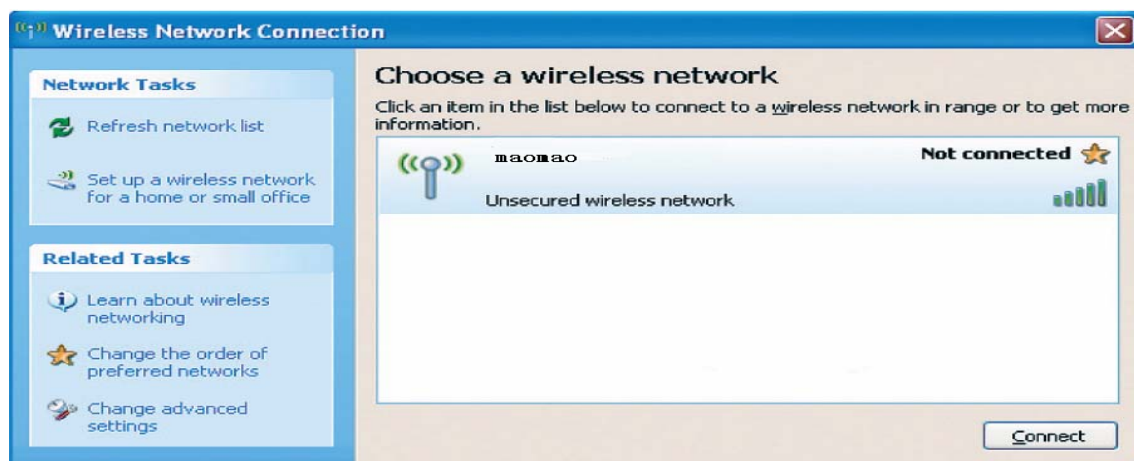 Wireless Network Connection
Network Tasks
Refresh network list
Set up a wireless network
for a home or small office
Related Tasks
Learn about wireless
networking
Change the order of
preferred networks
Change advanced
settings
Choose a wireless network
Click an item in the list below to connect to a wireless network in range or to get more
information.
maomao
Not connected
Unsecured wireless network
Connect